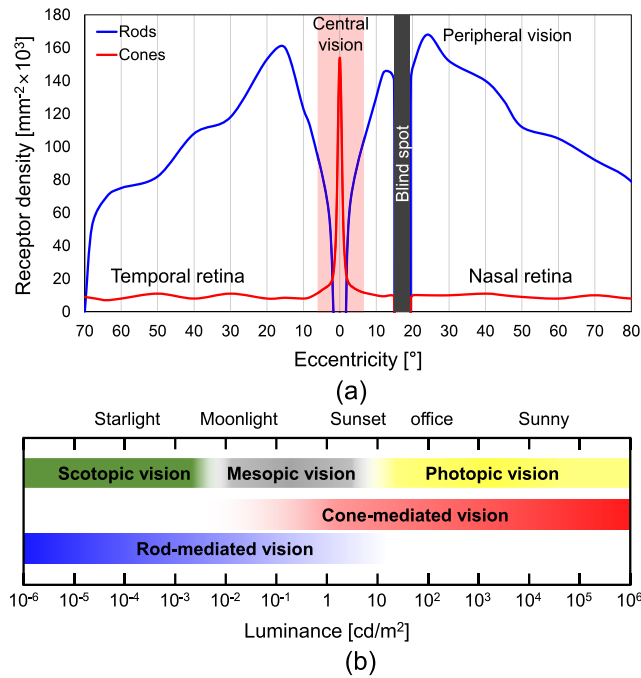 180
160
140
120
100
80
60
40
20
0
Receptor density [mm⁻²×10³]
Rods
Cones
Central
vision
Peripheral vision
Blind spot
Temporal retina
Nasal retina
70 60 50 40 30 20 10 0 10 20 30 40 50 60 70 80
Eccentricity [°]
(a)
Starlight Moonlight Sunset office Sunny
Scotopic vision Mesopic vision Photopic vision
Cone-mediated vision
Rod-mediated vision
10⁻⁶ 10⁻⁵ 10⁻⁴ 10⁻³ 10⁻² 10⁻¹ 1 10¹ 10² 10³ 10⁴ 10⁵ 10⁶
Luminance [cd/m²]
(b)